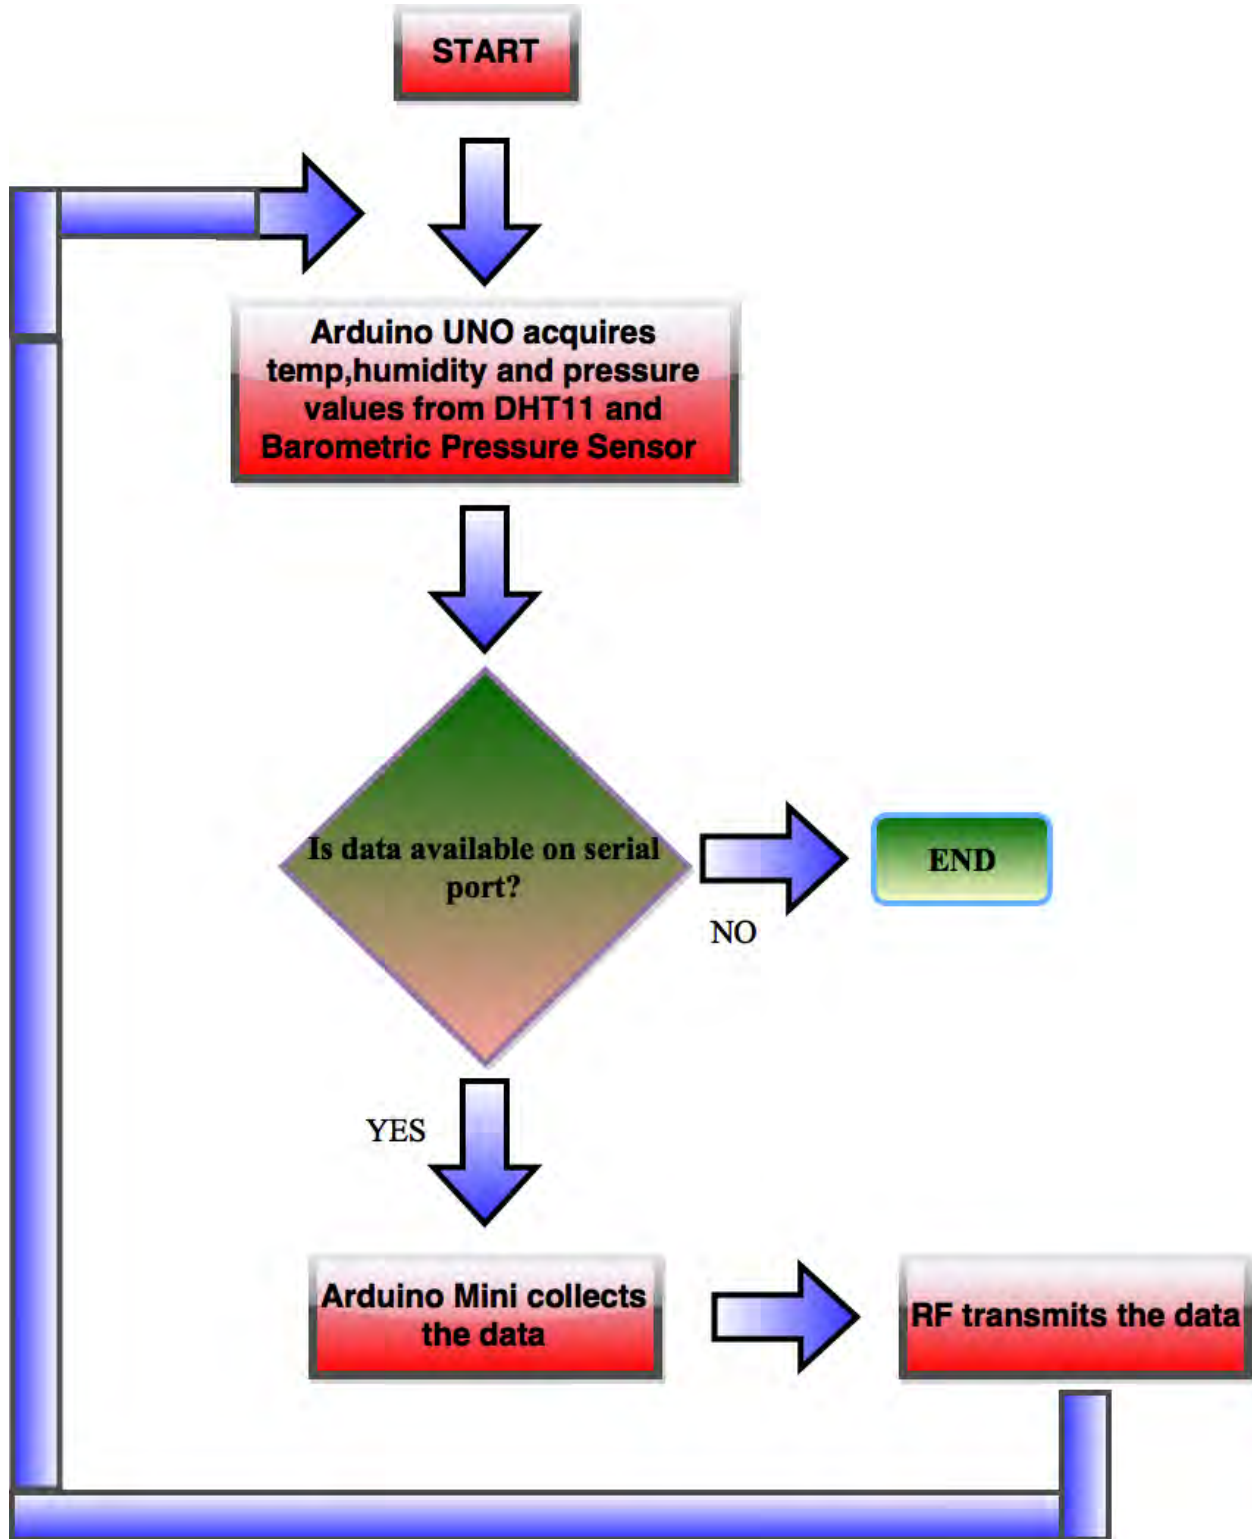 START
Arduino UNO acquires
temp,humidity and pressure
values from DHT11 and
Barometric Pressure Sensor
Is data available on serial
port?
NO
END
YES
Arduino Mini collects
the data
RF transmits the data